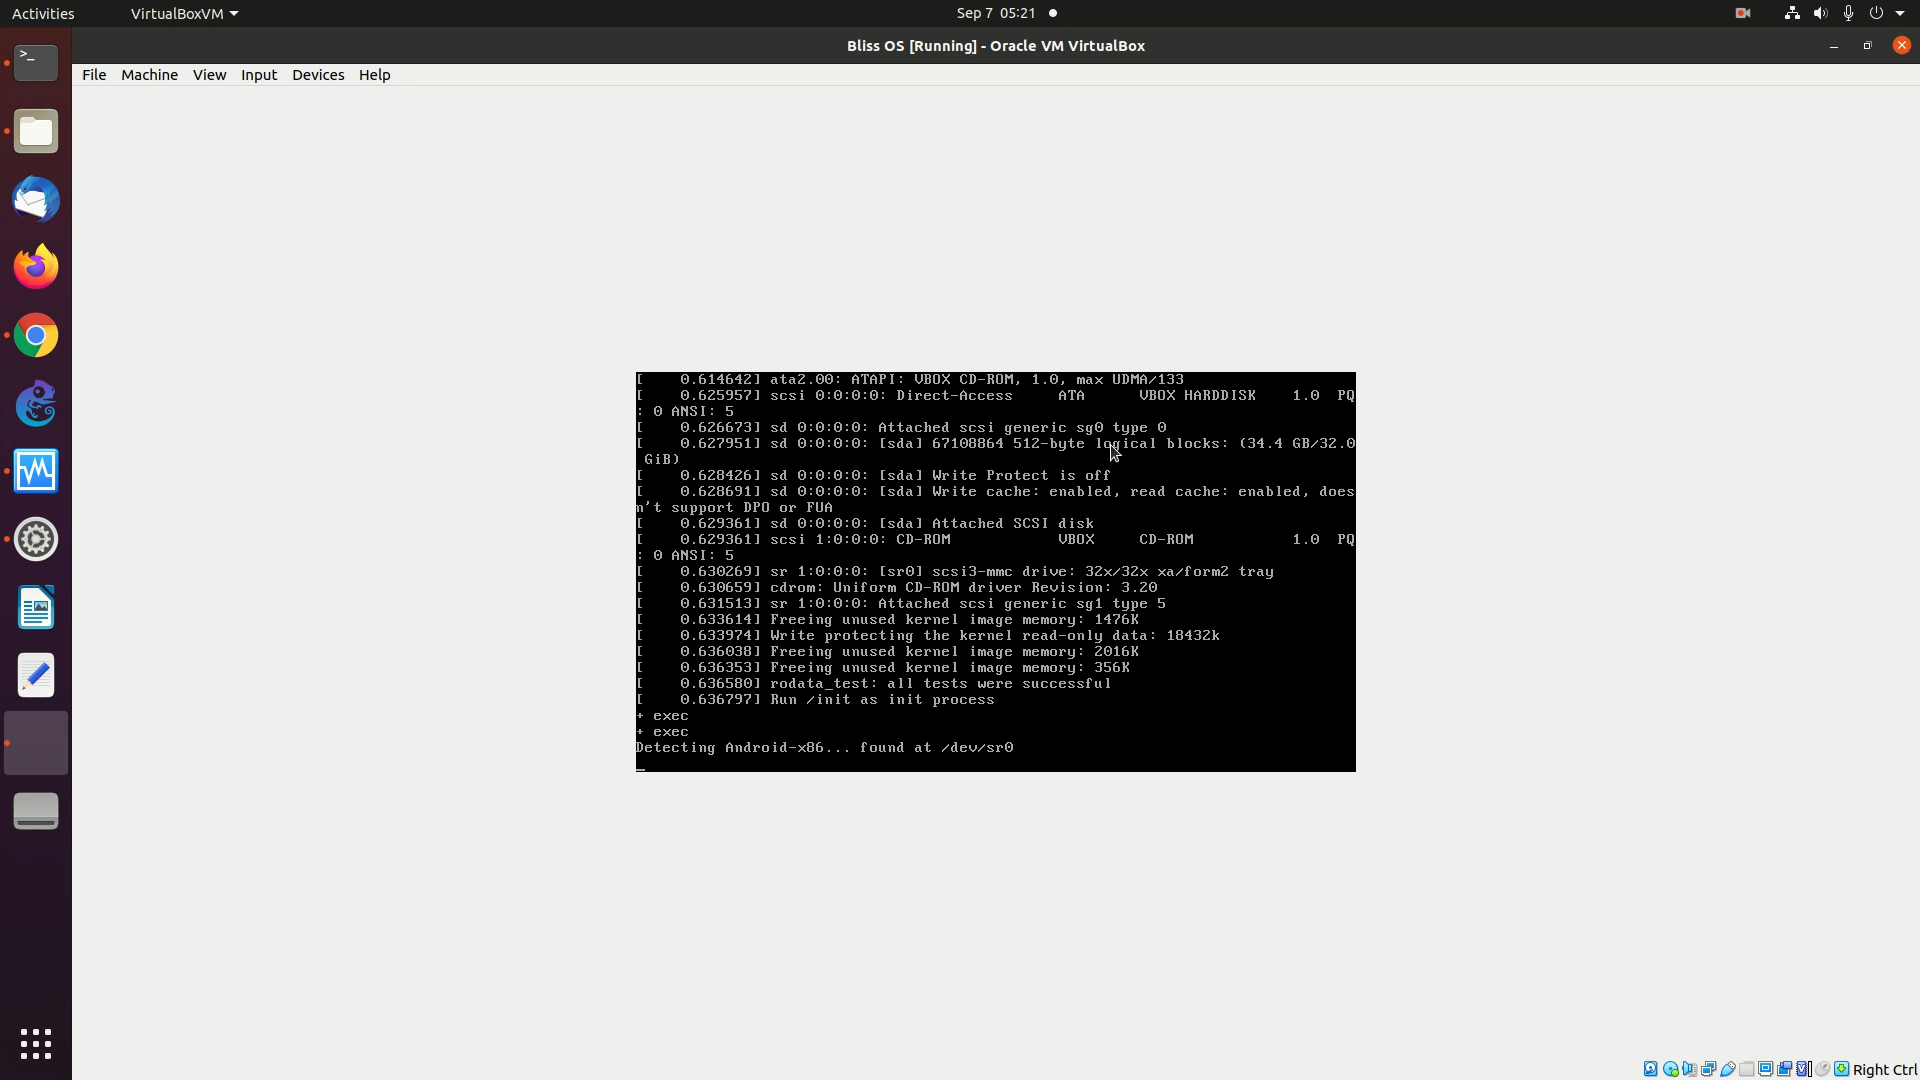 Activities
VirtualBoxVM
Sep 7 05:21
Bliss OS [Running] - Oracle VM VirtualBox
File Machine View Input Devices Help
[    0.614642] ata2.00: ATAPI: VBOX CD-ROM, 1.0, max UDMA/133
[    0.625957] scsi 0:0:0:0: Direct-Access     ATA      VBOX HARDDISK    1.0  PQ
: 0 ANSI: 5
[    0.626673] sd 0:0:0:0: Attached scsi generic sg0 type 0
[    0.627951] sd 0:0:0:0: [sda] 67108864 512-byte logical blocks: (34.4 GB/32.0
 GiB)
[    0.628426] sd 0:0:0:0: [sda] Write Protect is off
[    0.628691] sd 0:0:0:0: [sda] Write cache: enabled, read cache: enabled, does
n't support DPO or FUA
[    0.629361] sd 0:0:0:0: [sda] Attached SCSI disk
[    0.629361] scsi 1:0:0:0: CD-ROM            VBOX     CD-ROM           1.0  PQ
: 0 ANSI: 5
[    0.630269] sr 1:0:0:0: [sr0] scsi3-mmc drive: 32x/32x xa/form2 tray
[    0.630659] cdrom: Uniform CD-ROM driver Revision: 3.20
[    0.631513] sr 1:0:0:0: Attached scsi generic sg1 type 5
[    0.633614] Freeing unused kernel image memory: 1476K
[    0.633974] Write protecting the kernel read-only data: 18432k
[    0.636038] Freeing unused kernel image memory: 2016K
[    0.636353] Freeing unused kernel image memory: 356K
[    0.636580] rodata_test: all tests were successful
[    0.636797] Run /init as init process
+ exec
+ exec
Detecting Android-x86... found at /dev/sr0
Right Ctrl